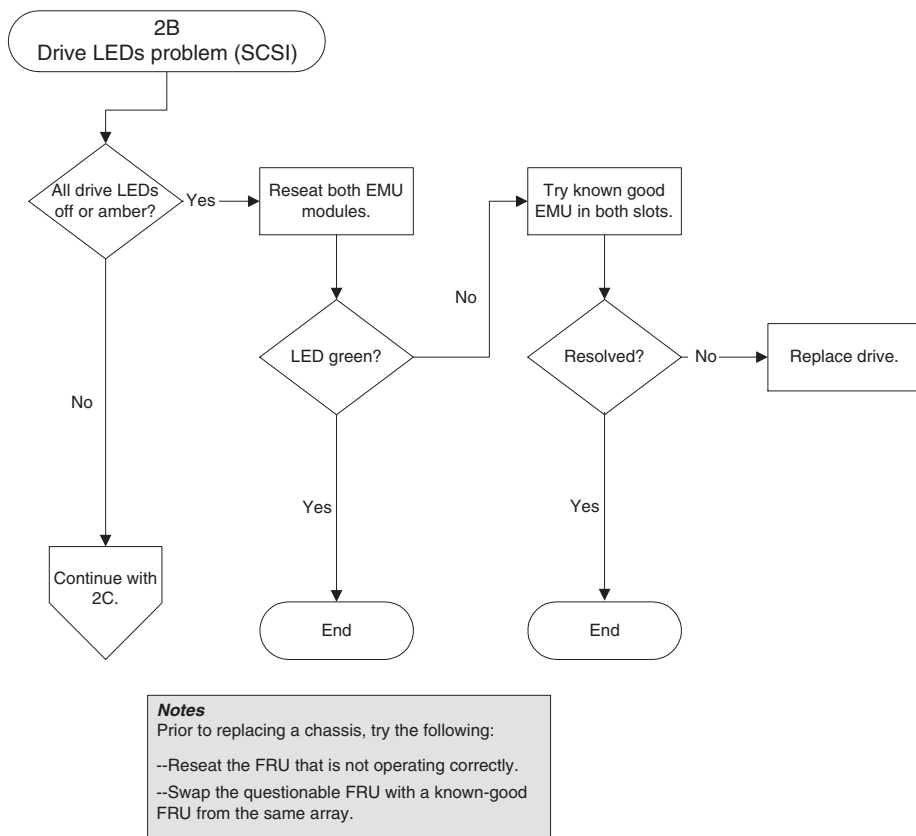 2B
Drive LEDs problem (SCSI)
All drive LEDs
off or amber?
Yes
Reseat both EMU
modules.
Try known good
EMU in both slots.
No
LED green?
Resolved?
No
Replace drive.
No
Yes
Yes
Continue with
2C.
End
End
Notes
Prior to replacing a chassis, try the following:
--Reseat the FRU that is not operating correctly.
--Swap the questionable FRU with a known-good
FRU from the same array.